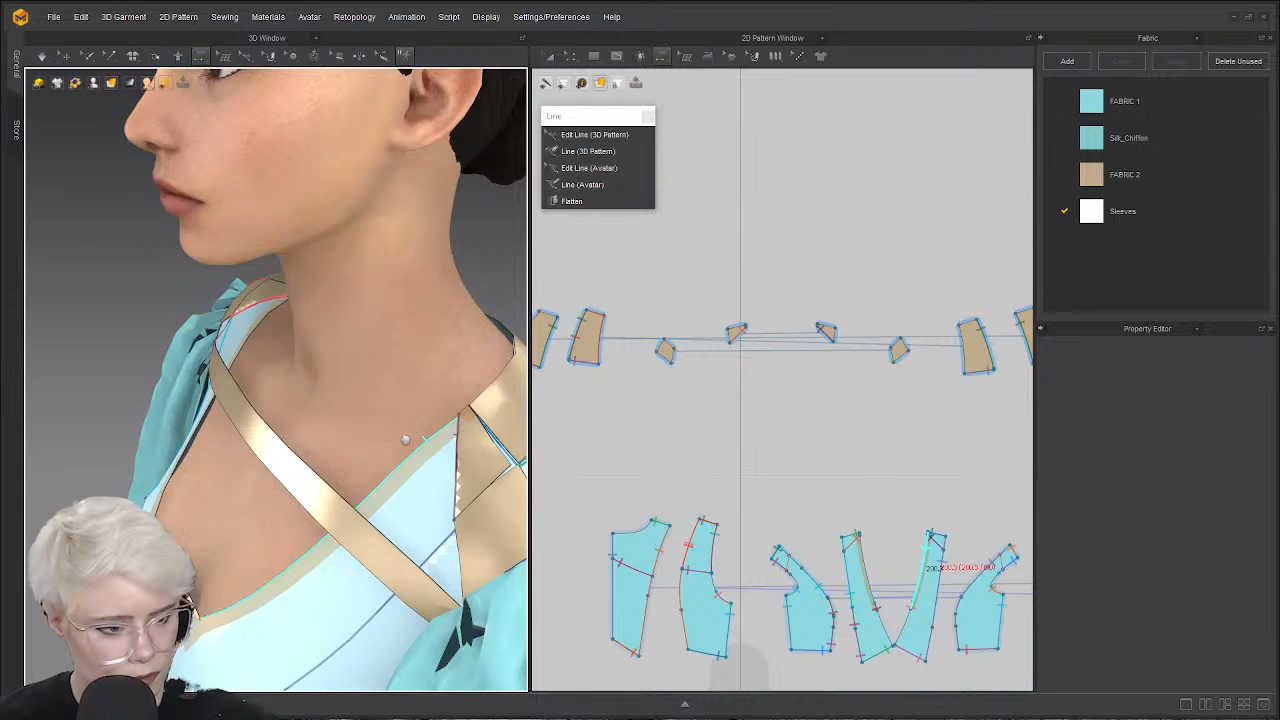 File Edit 3D Garment 2D Pattern Sewing Materials Avatar Retopology Animation Script Display Settings/Preferences Help
3D Window
2D Pattern Window
Fabric
General
Store
Add
Delete Unused
Line
Edit Line (3D Pattern)
Line (3D Pattern)
Edit Line (Avatar)
Line (Avatar)
Flatten
FABRIC 1
Silk_Chiffon
FABRIC 2
Sleeves
Property Editor